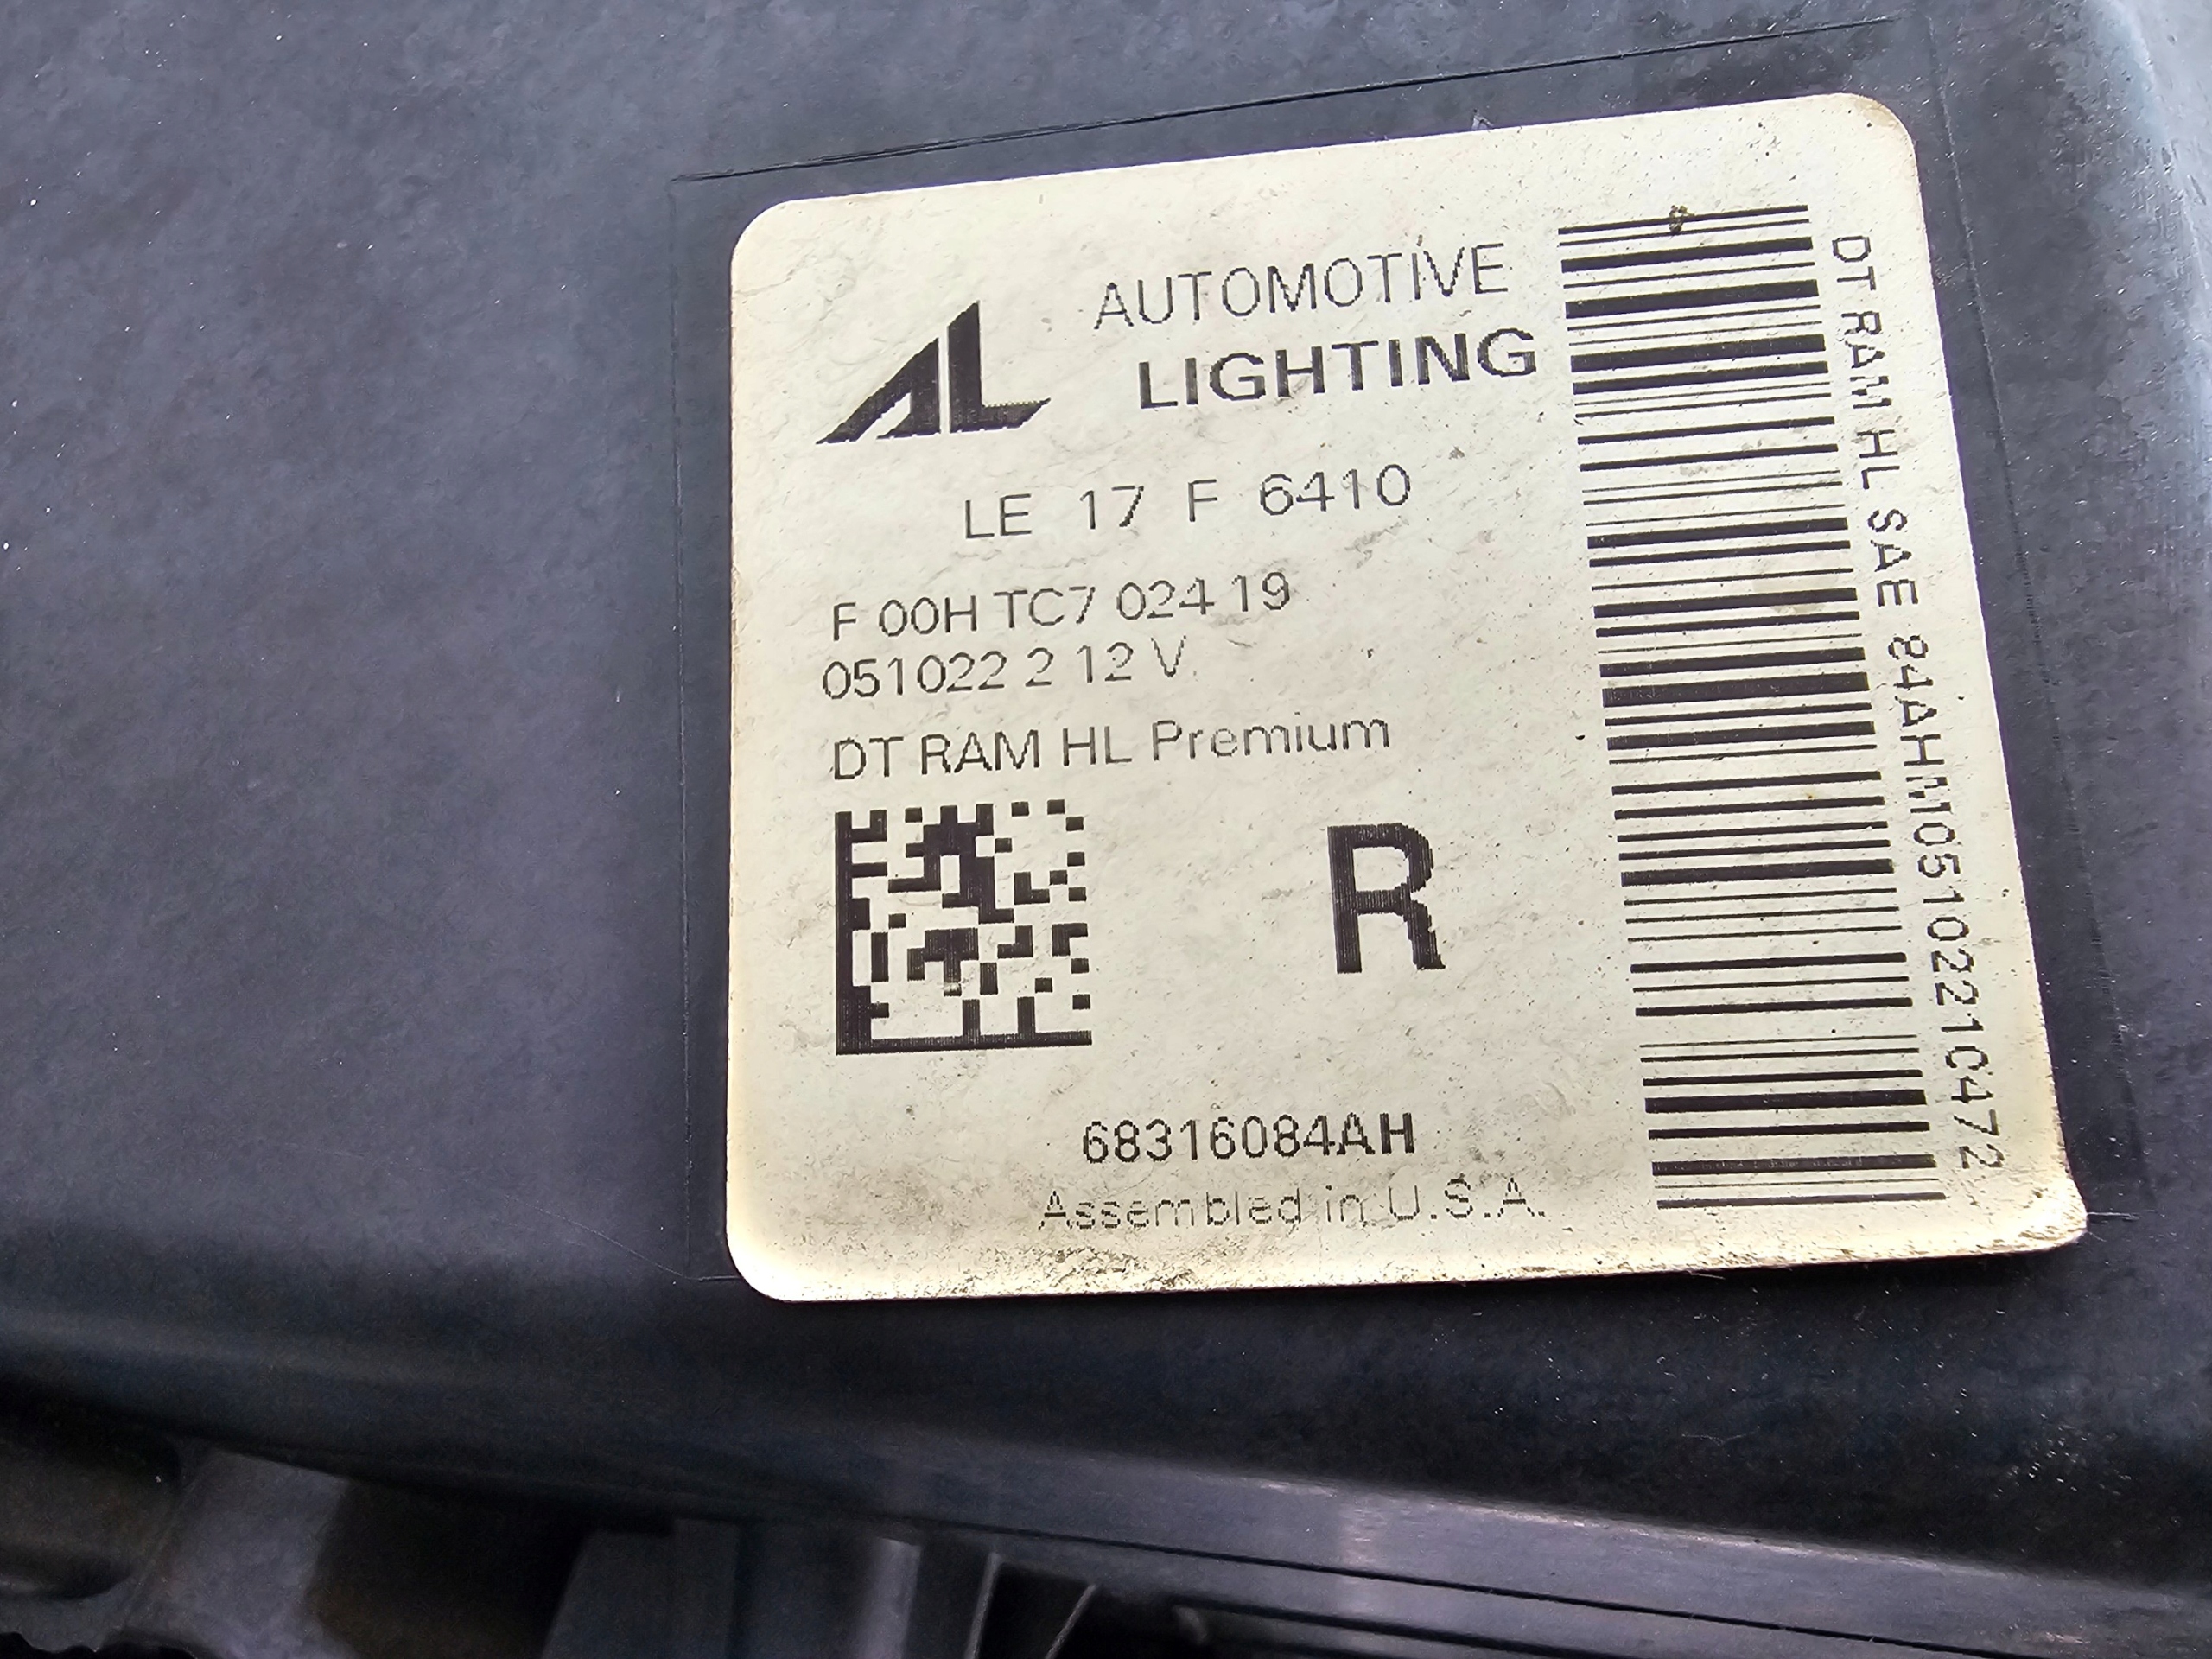 AL
AUTOMOTIVE
LIGHTING
LE 17 F 6410
F 00H TC7 024 19
051022 2 12 V
DT RAM HL Premium
R
68316084AH
Assembled in U.S.A.
DT RAM HL SAE 84AHM0510221C472